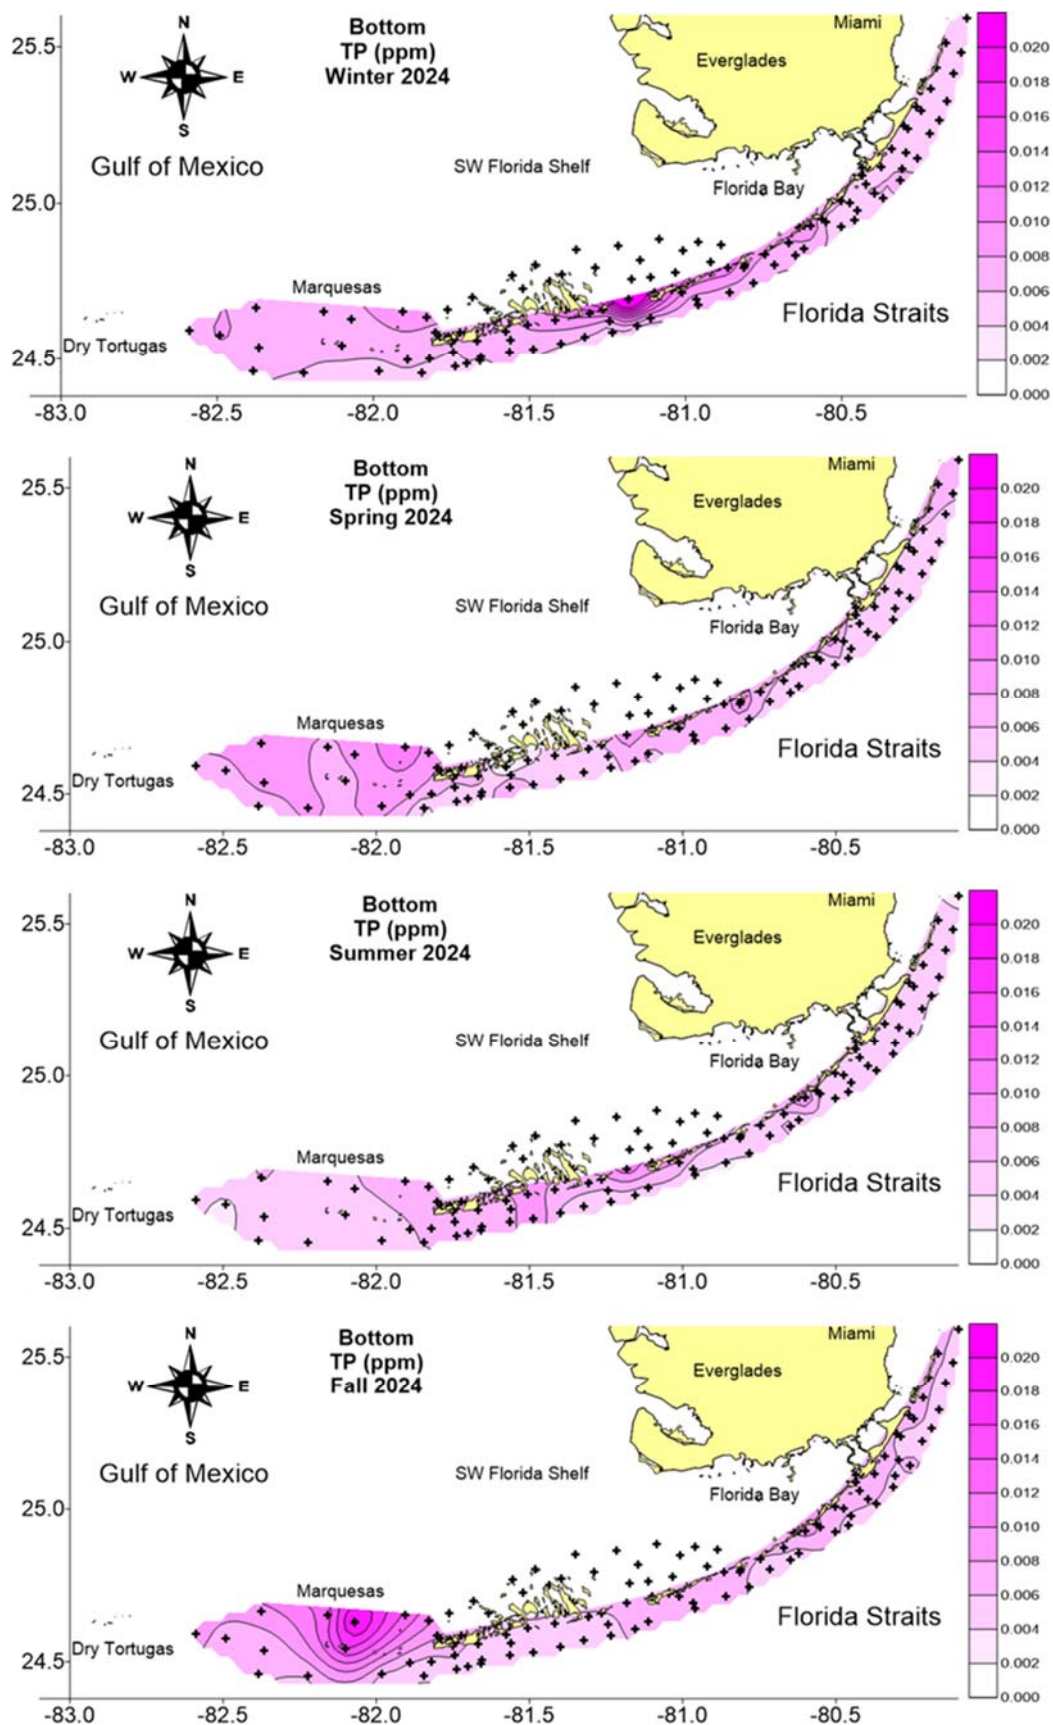 Bottom
TP (ppm)
Winter 2024
N
W
E
S
Gulf of Mexico
SW Florida Shelf
Miami
Everglades
Florida Bay
Marquesas
Dry Tortugas
Florida Straits
25.5
25.0
24.5
-83.0
-82.5
-82.0
-81.5
-81.0
-80.5
0.020
0.018
0.016
0.014
0.012
0.010
0.008
0.006
0.004
0.002
0.000
Bottom
TP (ppm)
Spring 2024
N
W
E
S
Gulf of Mexico
SW Florida Shelf
Miami
Everglades
Florida Bay
Marquesas
Dry Tortugas
Florida Straits
25.5
25.0
24.5
-83.0
-82.5
-82.0
-81.5
-81.0
-80.5
0.020
0.018
0.016
0.014
0.012
0.010
0.008
0.006
0.004
0.002
0.000
Bottom
TP (ppm)
Summer 2024
N
W
E
S
Gulf of Mexico
SW Florida Shelf
Miami
Everglades
Florida Bay
Marquesas
Dry Tortugas
Florida Straits
25.5
25.0
24.5
-83.0
-82.5
-82.0
-81.5
-81.0
-80.5
0.020
0.018
0.016
0.014
0.012
0.010
0.008
0.006
0.004
0.002
0.000
Bottom
TP (ppm)
Fall 2024
N
W
E
S
Gulf of Mexico
SW Florida Shelf
Miami
Everglades
Florida Bay
Marquesas
Dry Tortugas
Florida Straits
25.5
25.0
24.5
-83.0
-82.5
-82.0
-81.5
-81.0
-80.5
0.020
0.018
0.016
0.014
0.012
0.010
0.008
0.006
0.004
0.002
0.000